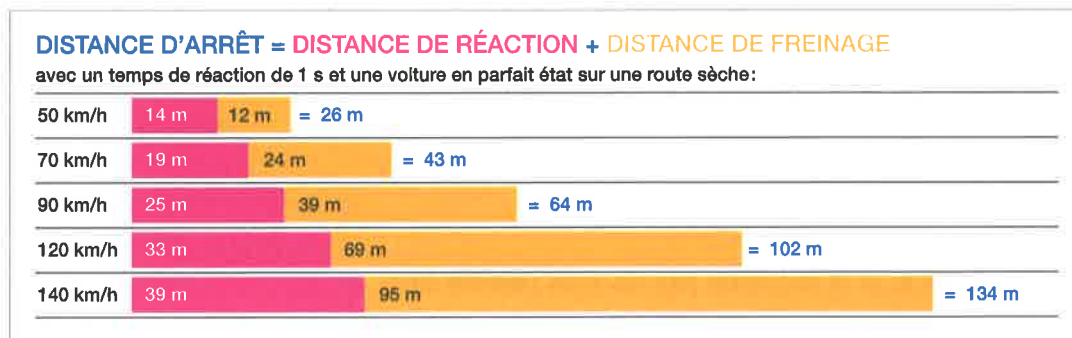 DISTANCE D'ARRÊT = DISTANCE DE RÉACTION + DISTANCE DE FREINAGE
avec un temps de réaction de 1 s et une voiture en parfait état sur une route sèche:
50 km/h 14 m 12 m = 26 m
70 km/h 19 m 24 m = 43 m
90 km/h 25 m 39 m = 64 m
120 km/h 33 m 69 m = 102 m
140 km/h 39 m 95 m = 134 m